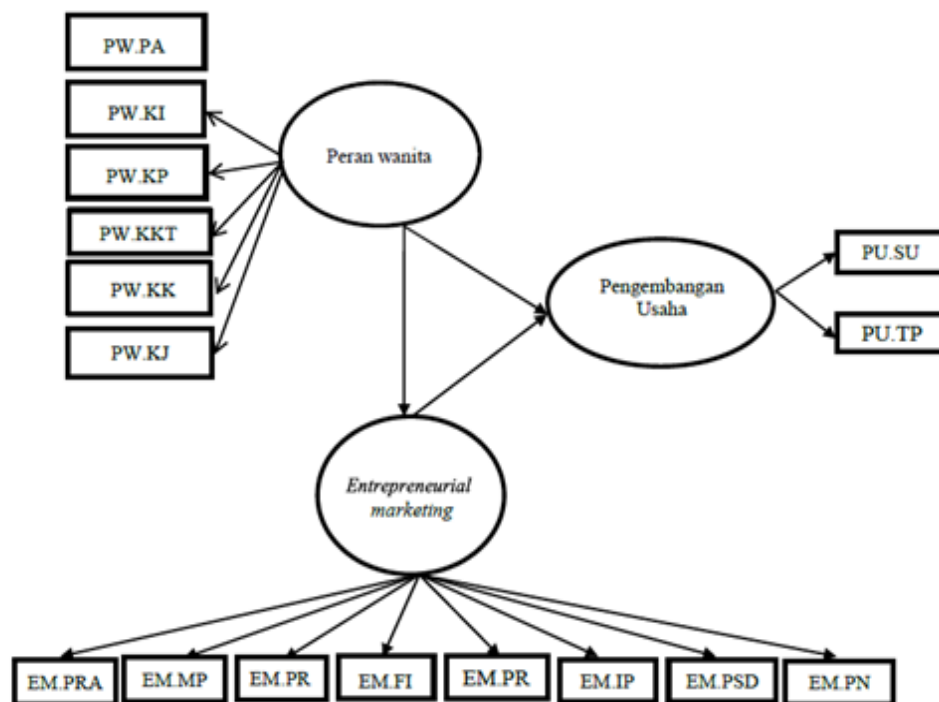 PW.PA
PW.KI
PW.KP
PW.KKT
PW.KK
PW.KJ
Peran wanita
Pengembangan
Usaha
PU.SU
PU.TP
Entrepreneurial
marketing
EM.PRA
EM.MP
EM.PR
EM.FI
EM.PR
EM.IP
EM.PSD
EM.PN